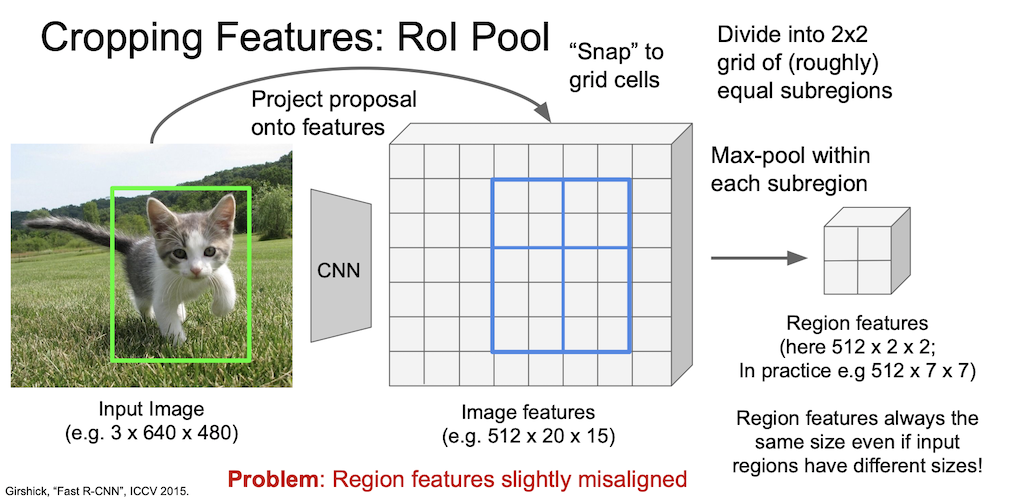 Cropping Features: RoI Pool
“Snap” to
grid cells
Divide into 2x2
grid of (roughly)
equal subregions
Project proposal
onto features
Max-pool within
each subregion
CNN
Region features
(here 512 x 2 x 2;
In practice e.g 512 x 7 x 7)
Input Image
(e.g. 3 x 640 x 480)
Image features
(e.g. 512 x 20 x 15)
Region features always the
same size even if input
regions have different sizes!
Problem: Region features slightly misaligned
Girshick, “Fast R-CNN”, ICCV 2015.